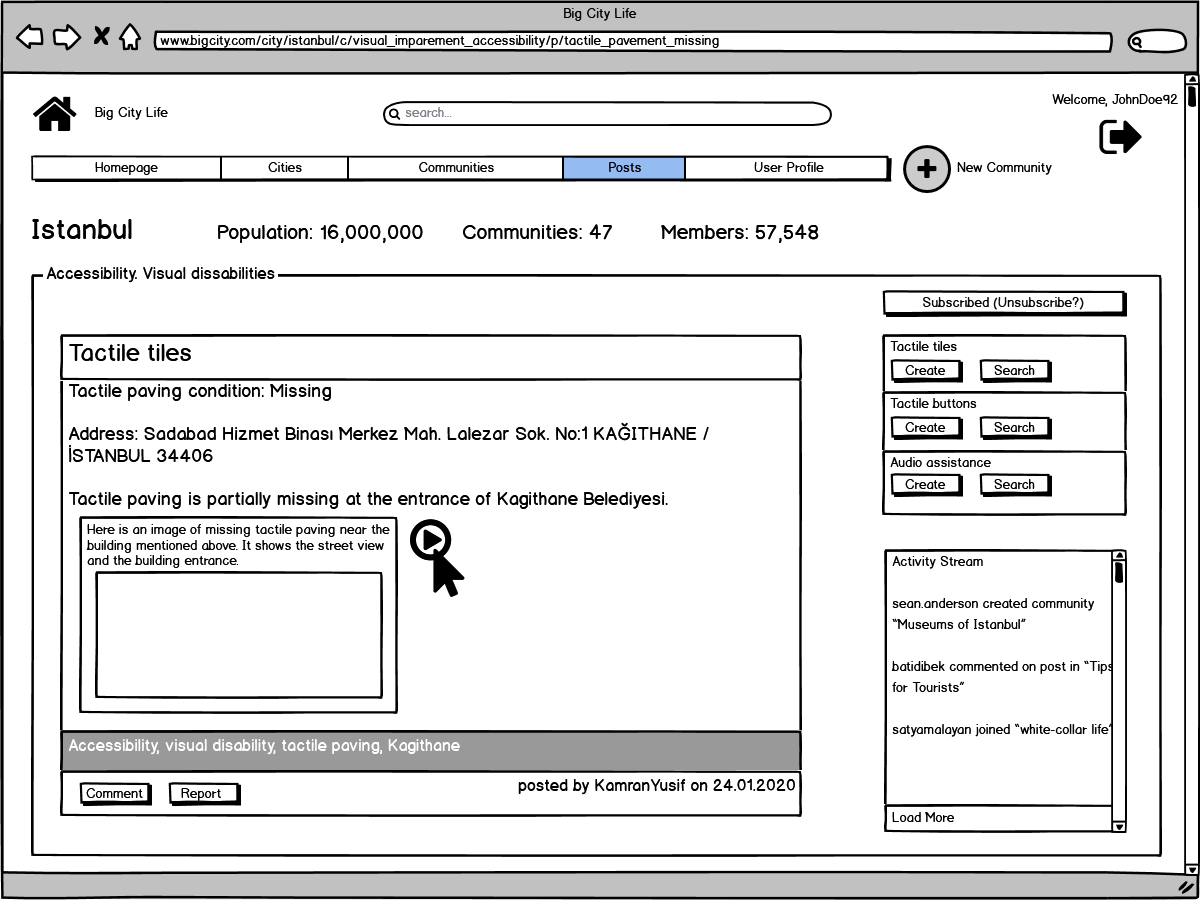 Big City Life
www.bigcity.com/city/istanbul/c/visual_imparement_accessibility/p/tactile_pavement_missing
Welcome, JohnDoe92
Big City Life
search...
Homepage
Cities
Communities
Posts
User Profile
New Community
Istanbul
Population: 16,000,000
Communities: 47
Members: 57,548
Accessibility. Visual dissabilities
Subscribed (Unsubscribe?)
Tactile tiles
Tactile paving condition: Missing
Address: Sadabad Hizmet Binası Merkez Mah. Lalezar Sok. No:1 KAĞITHANE /
İSTANBUL 34406
Tactile paving is partially missing at the entrance of Kagithane Belediyesi.
Here is an image of missing tactile paving near the
building mentioned above. It shows the street view
and the building entrance.
Accessibility, visual disability, tactile paving, Kagithane
Comment
Report
posted by KamranYusif on 24.01.2020
Tactile tiles
Create
Search
Tactile buttons
Create
Search
Audio assistance
Create
Search
Activity Stream
sean.anderson created community
“Museums of Istanbul”
batidibek commented on post in “Tips
for Tourists”
satyamalayan joined “white-collar life”
Load More